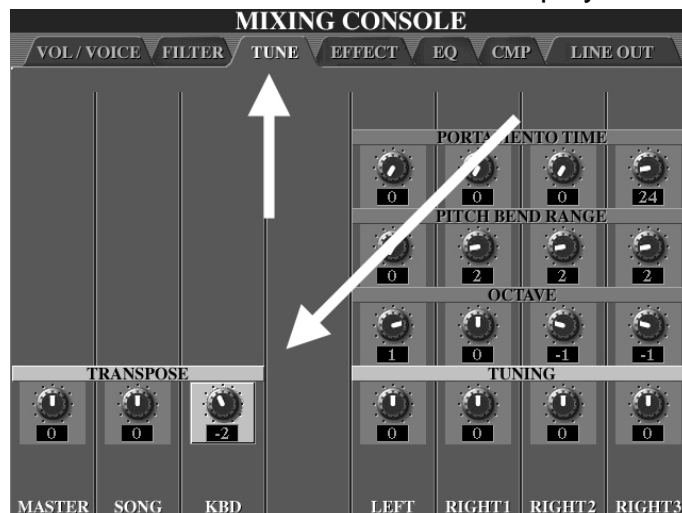 MIXING CONSOLE
VOL / VOICE FILTER TUNE EFFECT EQ CMP LINE OUT
PORTAMENTO TIME
0 0 0 24
PITCH BEND RANGE
0 2 2 2
OCTAVE
1 0 -1 -1
TRANSPOSE TUNING
0 0 -2 0 0 0 0
MASTER SONG KBD LEFT RIGHT1 RIGHT2 RIGHT3